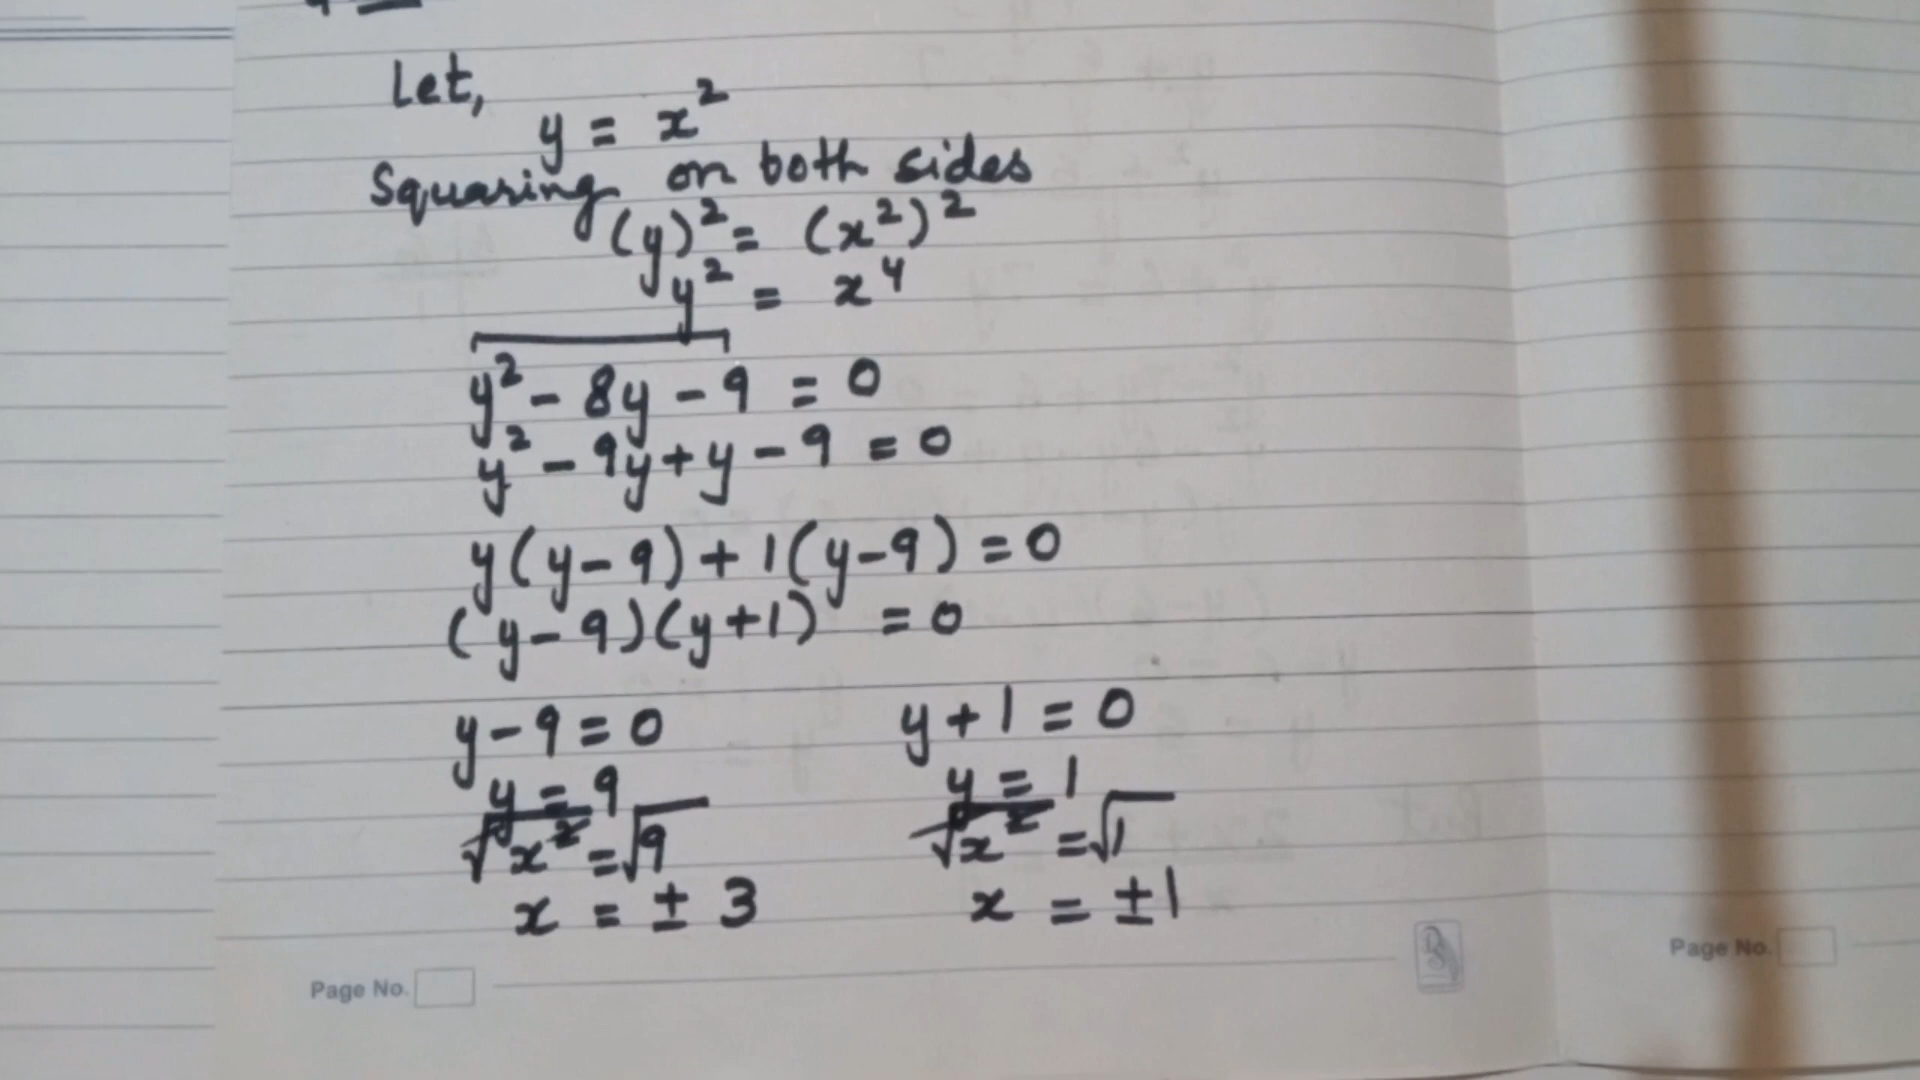 Let,
y = x²
Squaring on both sides
(y)² = (x²)²
y² = x⁴
y² - 8y - 9 = 0
y² - 9y + y - 9 = 0
y(y-9) + 1(y-9) = 0
(y-9)(y+1) = 0
y-9=0 y+1=0
y=9 y=1
√x² = √9 √x² = √1
x = ± 3 x = ±1
Page No. Page No.